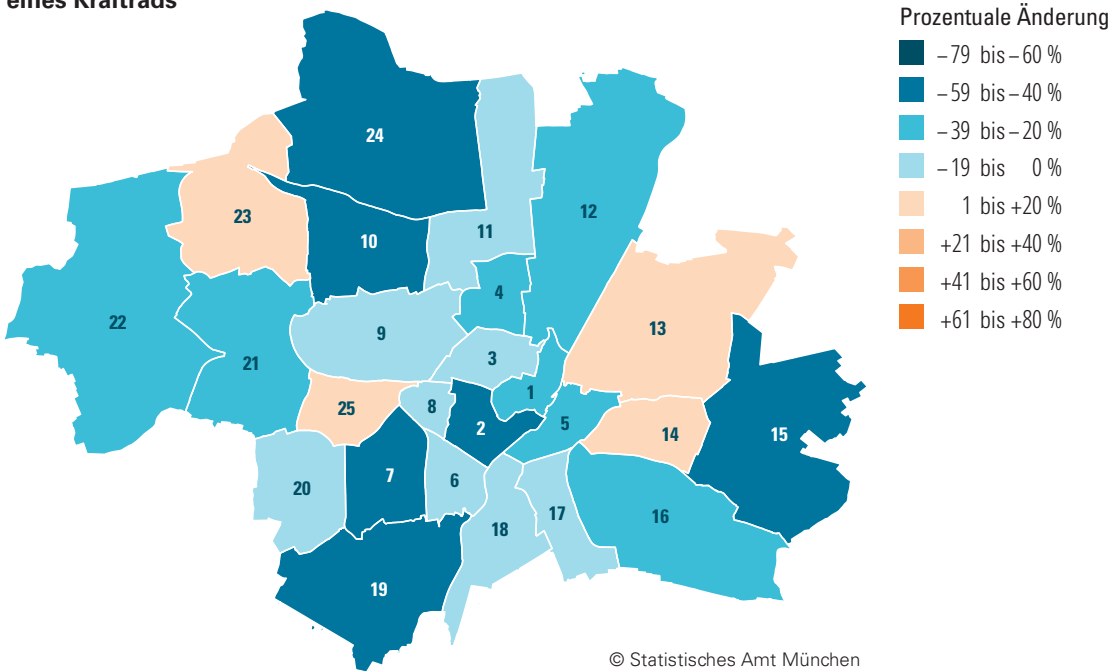 eines Kraftrads
Prozentuale Änderung
–79 bis –60 %
–59 bis –40 %
–39 bis –20 %
–19 bis 0 %
1 bis +20 %
+21 bis +40 %
+41 bis +60 %
+61 bis +80 %
24
23
10
11
12
4
22
9
13
21
3
1
25
8
2
5
14
15
7
6
20
18
17
16
19
© Statistisches Amt München